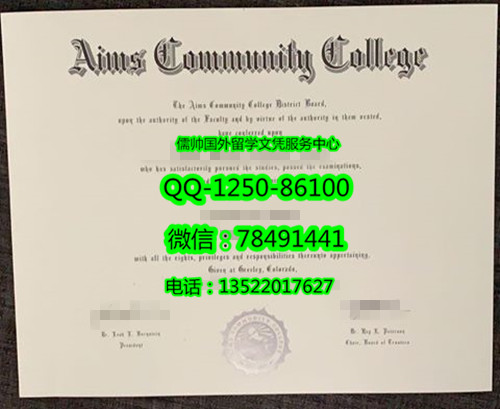 Aims Community College
The Aims Community College District Board,
upon the authority of the Faculty and by virtue of the authority in them vested,
have conferred upon
儒帅国外留学文凭服务中心
who has satisfactorily pursued the studies, passed the examinations,
QQ-1250-86100
微信：78491441
with all the rights, privileges and responsibilities thereunto appertaining.
Given at Greeley, Colorado,
电话：13522017627
President
Chair, Board of Trustees